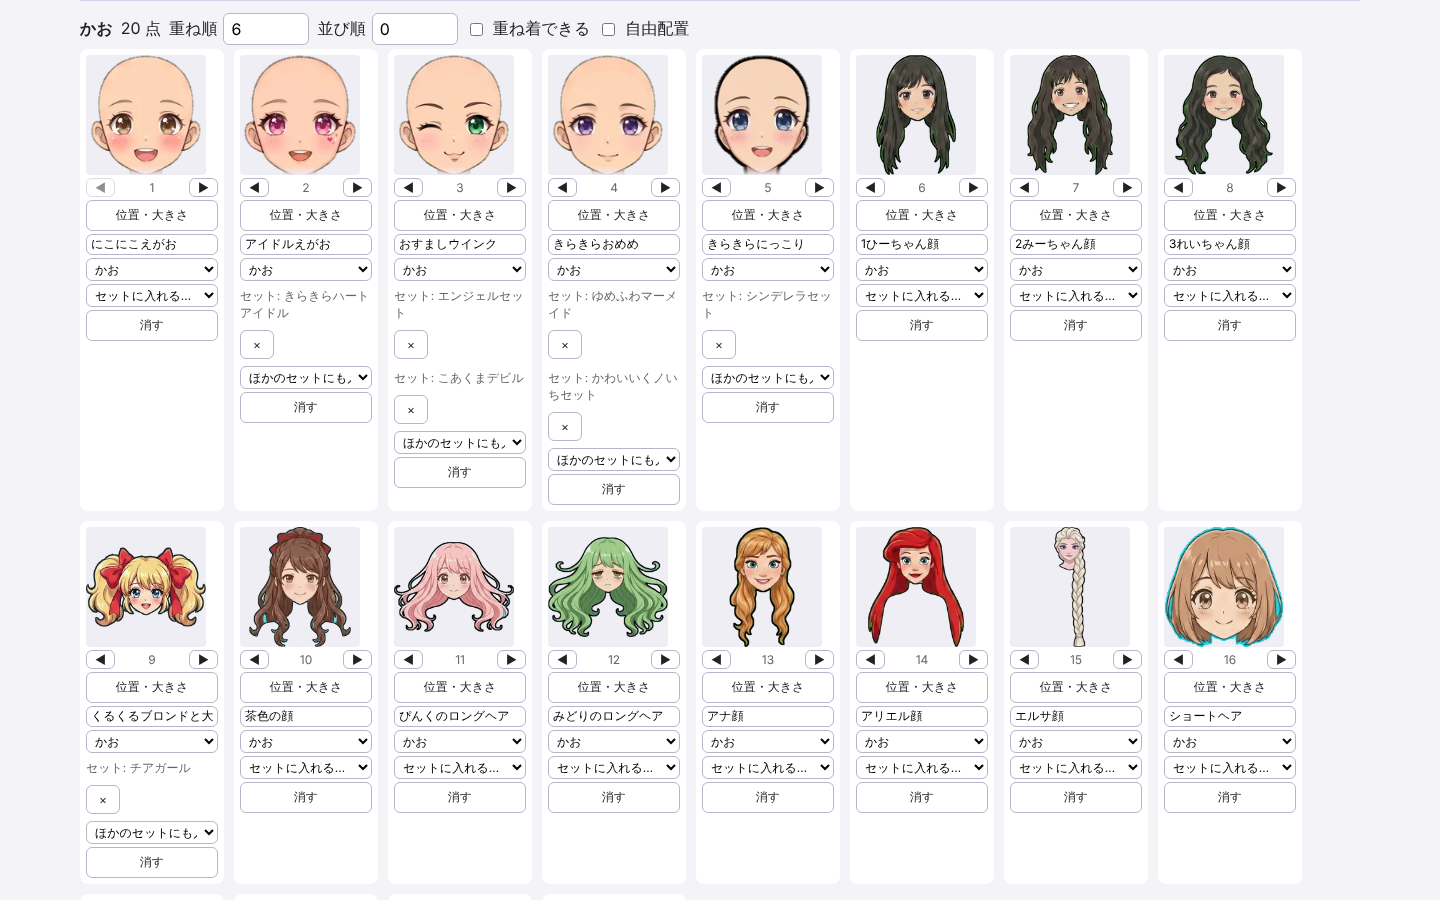 かお 20 点 重ね順 6 並び順 0 重ね着できる 自由配置
◀ 1 ▶ ◀ 2 ▶ ◀ 3 ▶ ◀ 4 ▶ ◀ 5 ▶ ◀ 6 ▶ ◀ 7 ▶ ◀ 8 ▶
位置・大きさ 位置・大きさ 位置・大きさ 位置・大きさ 位置・大きさ 位置・大きさ 位置・大きさ 位置・大きさ
にこにこえがお アイドルえがお おすましウインク きらきらおめめ きらきらにっこり 1ひーちゃん顔 2みーちゃん顔 3れいちゃん顔
かお かお かお かお かお かお かお かお
セットに入れる... セット: きらきらハート セット: エンジェルセッ セット: ゆめふわマーメ セット: シンデレラセッ セットに入れる... セットに入れる... セットに入れる...
アイドル ト イド ト
消す 消す 消す 消す
× × × ×
ほかのセットにも セット: こあくまデビル セット: かわいいくノい ほかのセットにも
ちセット
消す × 消す
×
ほかのセットにも ほかのセットにも
消す 消す
◀ 9 ▶ ◀ 10 ▶ ◀ 11 ▶ ◀ 12 ▶ ◀ 13 ▶ ◀ 14 ▶ ◀ 15 ▶ ◀ 16 ▶
位置・大きさ 位置・大きさ 位置・大きさ 位置・大きさ 位置・大きさ 位置・大きさ 位置・大きさ 位置・大きさ
くるくるブロンドと大 茶色の顔 ぴんくのロングヘア みどりのロングヘア アナ顔 アリエル顔 エルサ顔 ショートヘア
かお かお かお かお かお かお かお かお
セット: チアガール セットに入れる... セットに入れる... セットに入れる... セットに入れる... セットに入れる... セットに入れる... セットに入れる...
× 消す 消す 消す 消す 消す 消す 消す
ほかのセットにも
消す